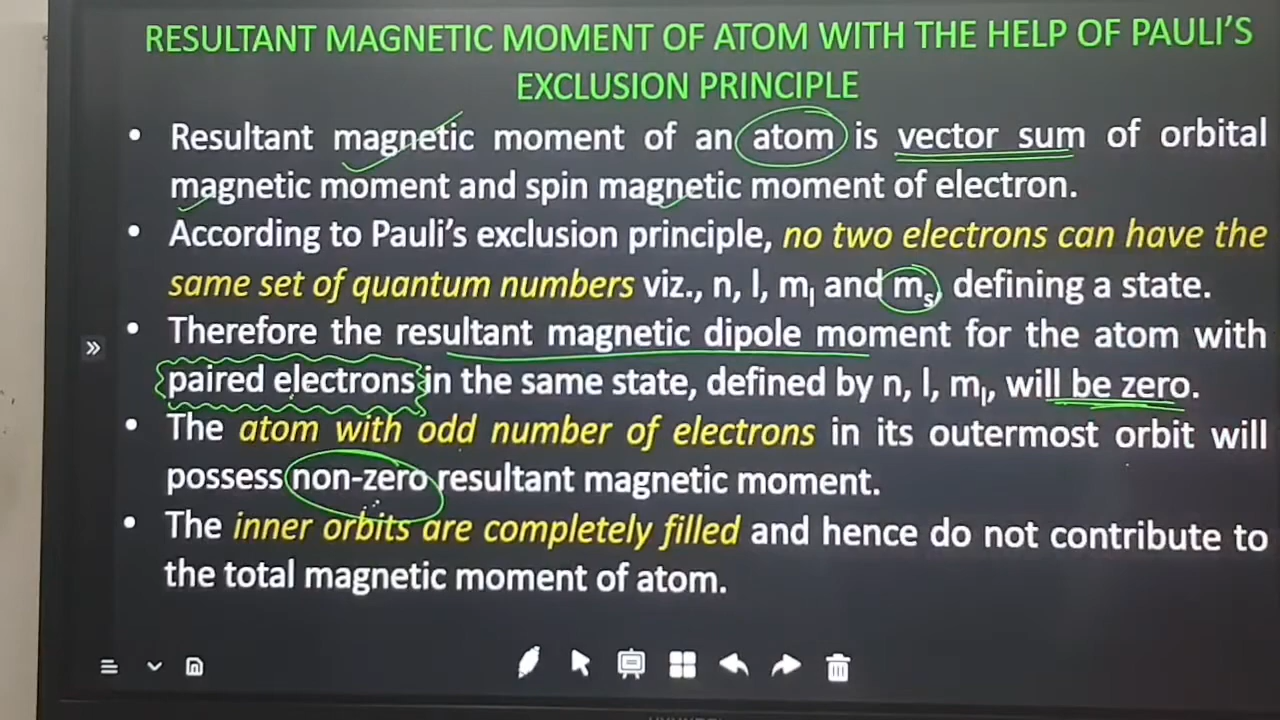 RESULTANT MAGNETIC MOMENT OF ATOM WITH THE HELP OF PAULI'S
EXCLUSION PRINCIPLE
• Resultant magnetic moment of an atom is vector sum of orbital
magnetic moment and spin magnetic moment of electron.
• According to Pauli's exclusion principle, no two electrons can have the
same set of quantum numbers viz., n, l, mₗ and mₛ, defining a state.
• Therefore the resultant magnetic dipole moment for the atom with
paired electrons in the same state, defined by n, l, mₗ, will be zero.
• The atom with odd number of electrons in its outermost orbit will
possess non-zero resultant magnetic moment.
• The inner orbits are completely filled and hence do not contribute to
the total magnetic moment of atom.